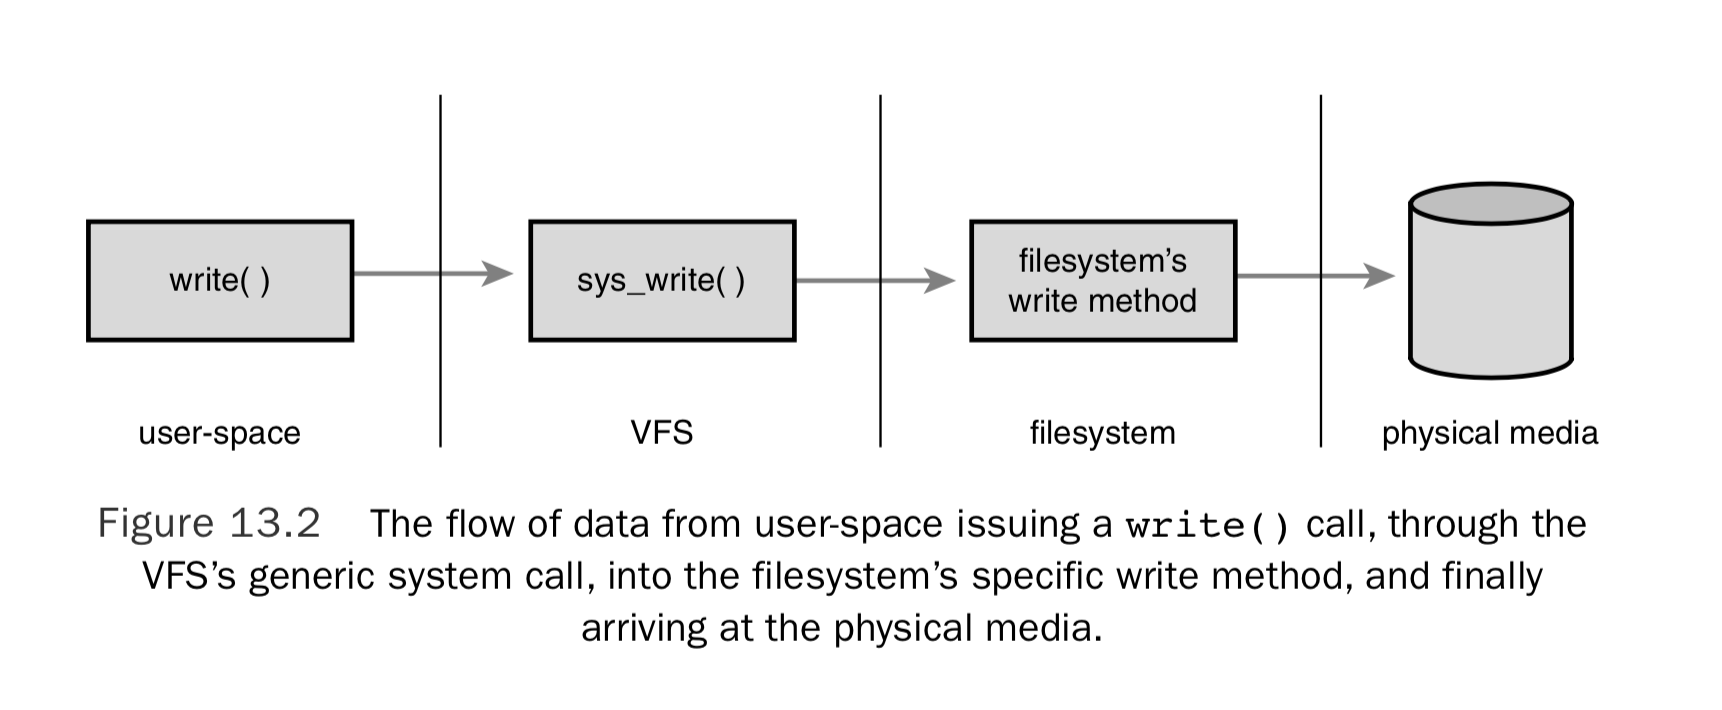 write( )
sys_write( )
filesystem’s
write method
user-space
VFS
filesystem
physical media
Figure 13.2 The flow of data from user-space issuing a write() call, through the
VFS’s generic system call, into the filesystem’s specific write method, and finally
arriving at the physical media.